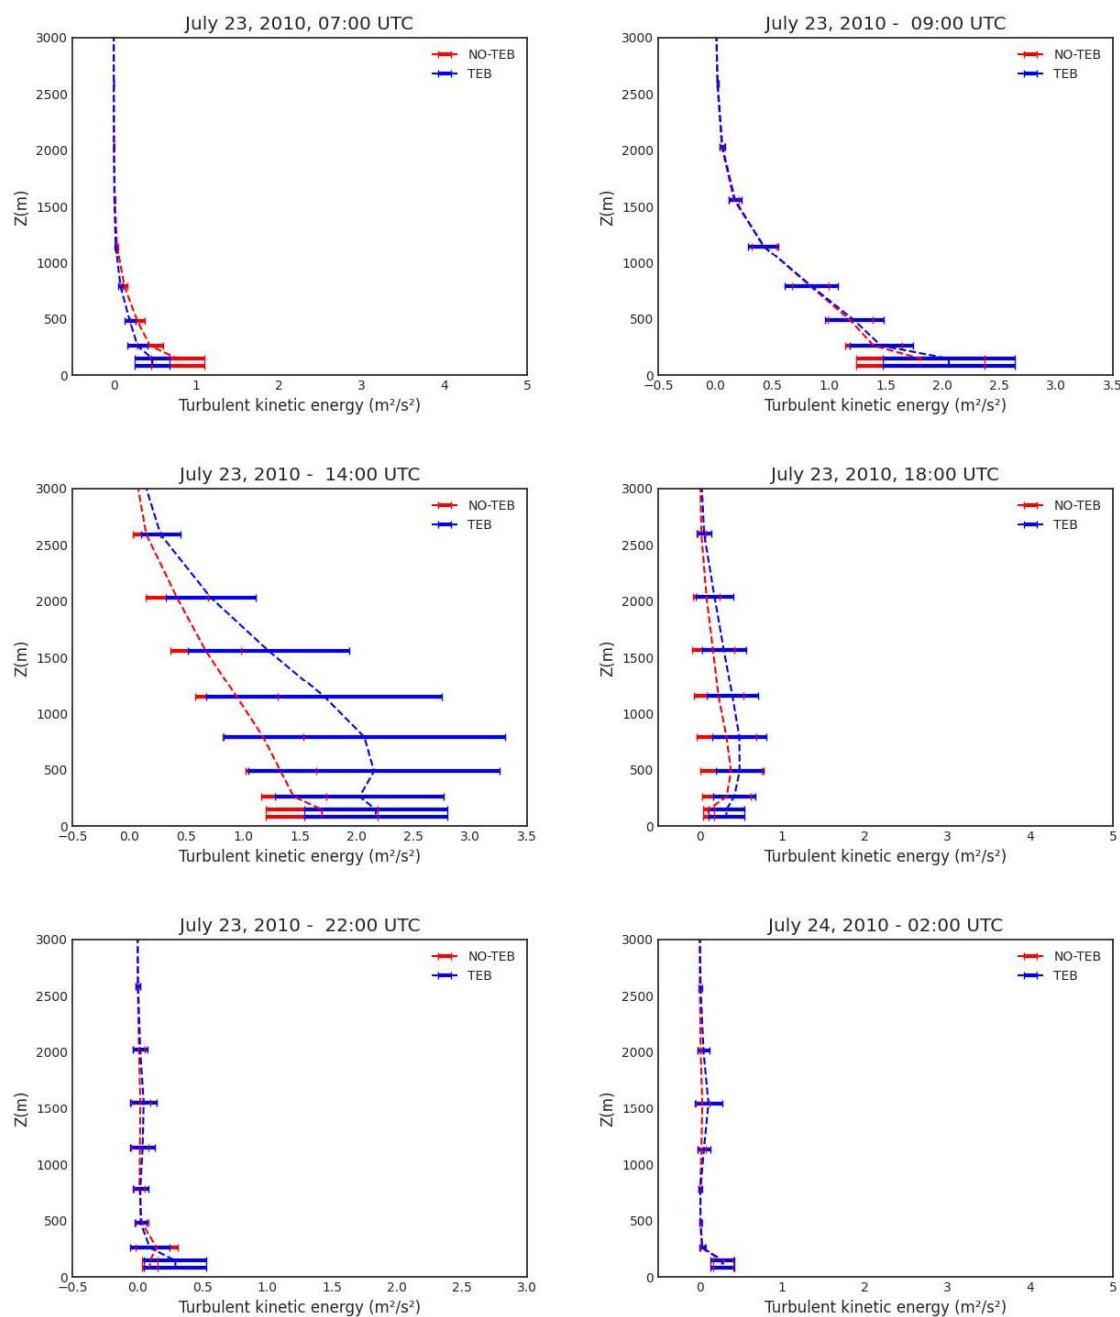 July 23, 2010, 07:00 UTC
3000
2500
2000
1500
1000
500
0
Z(m)
NO-TEB
TEB
0 1 2 3 4 5
Turbulent kinetic energy (m²/s²)
July 23, 2010 - 09:00 UTC
3000
2500
2000
1500
1000
500
0
Z(m)
NO-TEB
TEB
−0.5 0.0 0.5 1.0 1.5 2.0 2.5 3.0 3.5
Turbulent kinetic energy (m²/s²)
July 23, 2010 - 14:00 UTC
3000
2500
2000
1500
1000
500
0
Z(m)
NO-TEB
TEB
−0.5 0.0 0.5 1.0 1.5 2.0 2.5 3.0 3.5
Turbulent kinetic energy (m²/s²)
July 23, 2010, 18:00 UTC
3000
2500
2000
1500
1000
500
0
Z(m)
NO-TEB
TEB
0 1 2 3 4 5
Turbulent kinetic energy (m²/s²)
July 23, 2010 - 22:00 UTC
3000
2500
2000
1500
1000
500
0
Z(m)
NO-TEB
TEB
−0.5 0.0 0.5 1.0 1.5 2.0 2.5 3.0
Turbulent kinetic energy (m²/s²)
July 24, 2010 - 02:00 UTC
3000
2500
2000
1500
1000
500
0
Z(m)
NO-TEB
TEB
0 1 2 3 4 5
Turbulent kinetic energy (m²/s²)